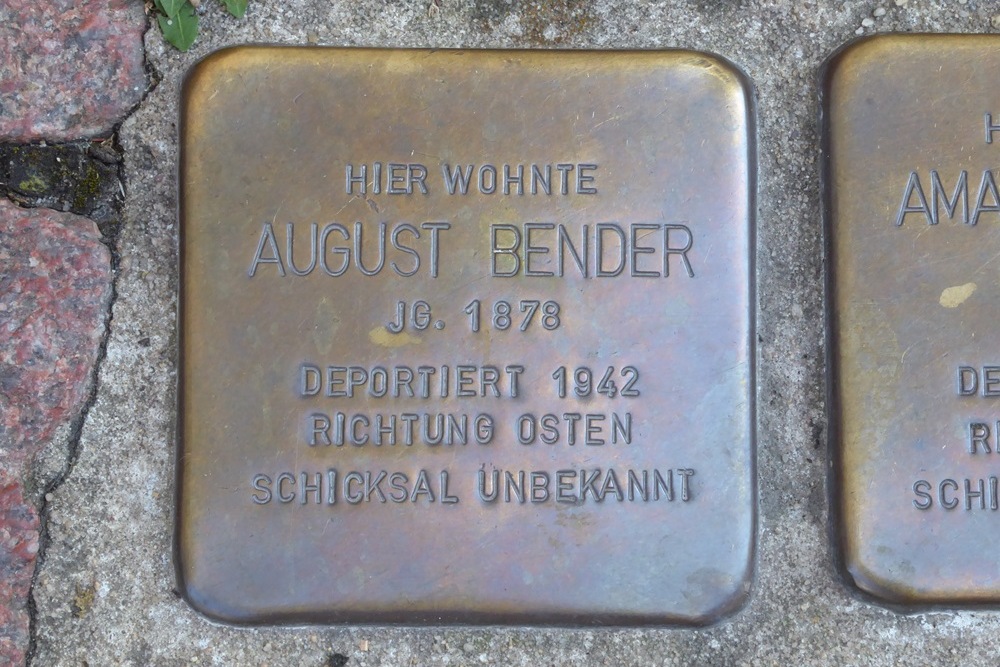 HIER WOHNTE
AUGUST BENDER
JG. 1878
DEPORTIERT 1942
RICHTUNG OSTEN
SCHICKSAL UNBEKANNT